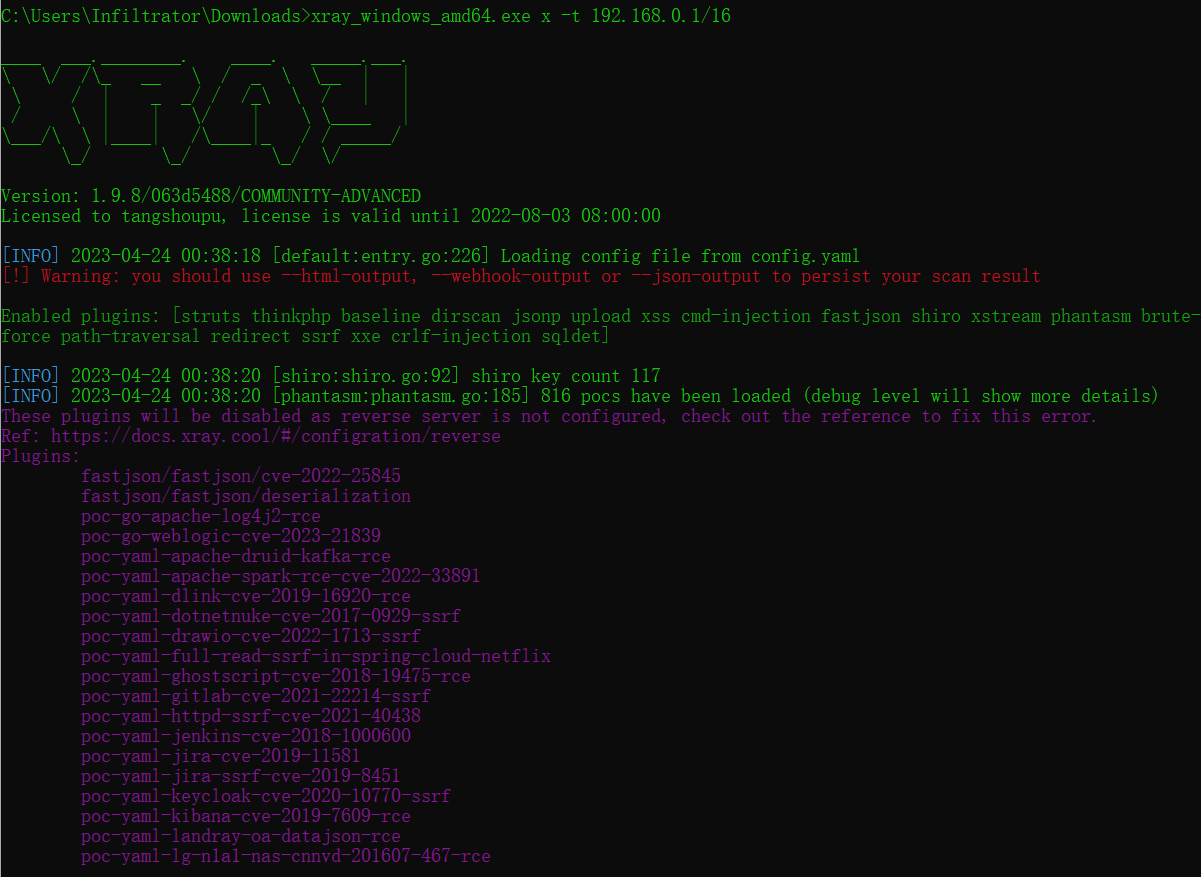 C:\Users\Infiltrator\Downloads>xray_windows_amd64.exe x -t 192.168.0.1/16
Version: 1.9.8/063d5488/COMMUNITY-ADVANCED
Licensed to tangshoupu, license is valid until 2022-08-03 08:00:00
[INFO] 2023-04-24 00:38:18 [default:entry.go:226] Loading config file from config.yaml
[!] Warning: you should use --html-output, --webhook-output or --json-output to persist your scan result
Enabled plugins: [struts thinkphp baseline dirscan jsonp upload xss cmd-injection fastjson shiro xstream phantasm brute-
force path-traversal redirect ssrf xxe crlf-injection sqldet]
[INFO] 2023-04-24 00:38:20 [shiro:shiro.go:92] shiro key count 117
[INFO] 2023-04-24 00:38:20 [phantasm:phantasm.go:185] 816 pocs have been loaded (debug level will show more details)
These plugins will be disabled as reverse server is not configured, check out the reference to fix this error.
Ref: https://docs.xray.cool/#/configration/reverse
Plugins:
fastjson/fastjson/cve-2022-25845
fastjson/fastjson/deserialization
poc-go-apache-log4j2-rce
poc-go-weblogic-cve-2023-21839
poc-yaml-apache-druid-kafka-rce
poc-yaml-apache-spark-rce-cve-2022-33891
poc-yaml-dlink-cve-2019-16920-rce
poc-yaml-dotnetnuke-cve-2017-0929-ssrf
poc-yaml-drawio-cve-2022-1713-ssrf
poc-yaml-full-read-ssrf-in-spring-cloud-netflix
poc-yaml-ghostscript-cve-2018-19475-rce
poc-yaml-gitlab-cve-2021-22214-ssrf
poc-yaml-httpd-ssrf-cve-2021-40438
poc-yaml-jenkins-cve-2018-1000600
poc-yaml-jira-cve-2019-11581
poc-yaml-jira-ssrf-cve-2019-8451
poc-yaml-keycloak-cve-2020-10770-ssrf
poc-yaml-kibana-cve-2019-7609-rce
poc-yaml-landray-oa-datajson-rce
poc-yaml-lg-n1a1-nas-cnnvd-201607-467-rce